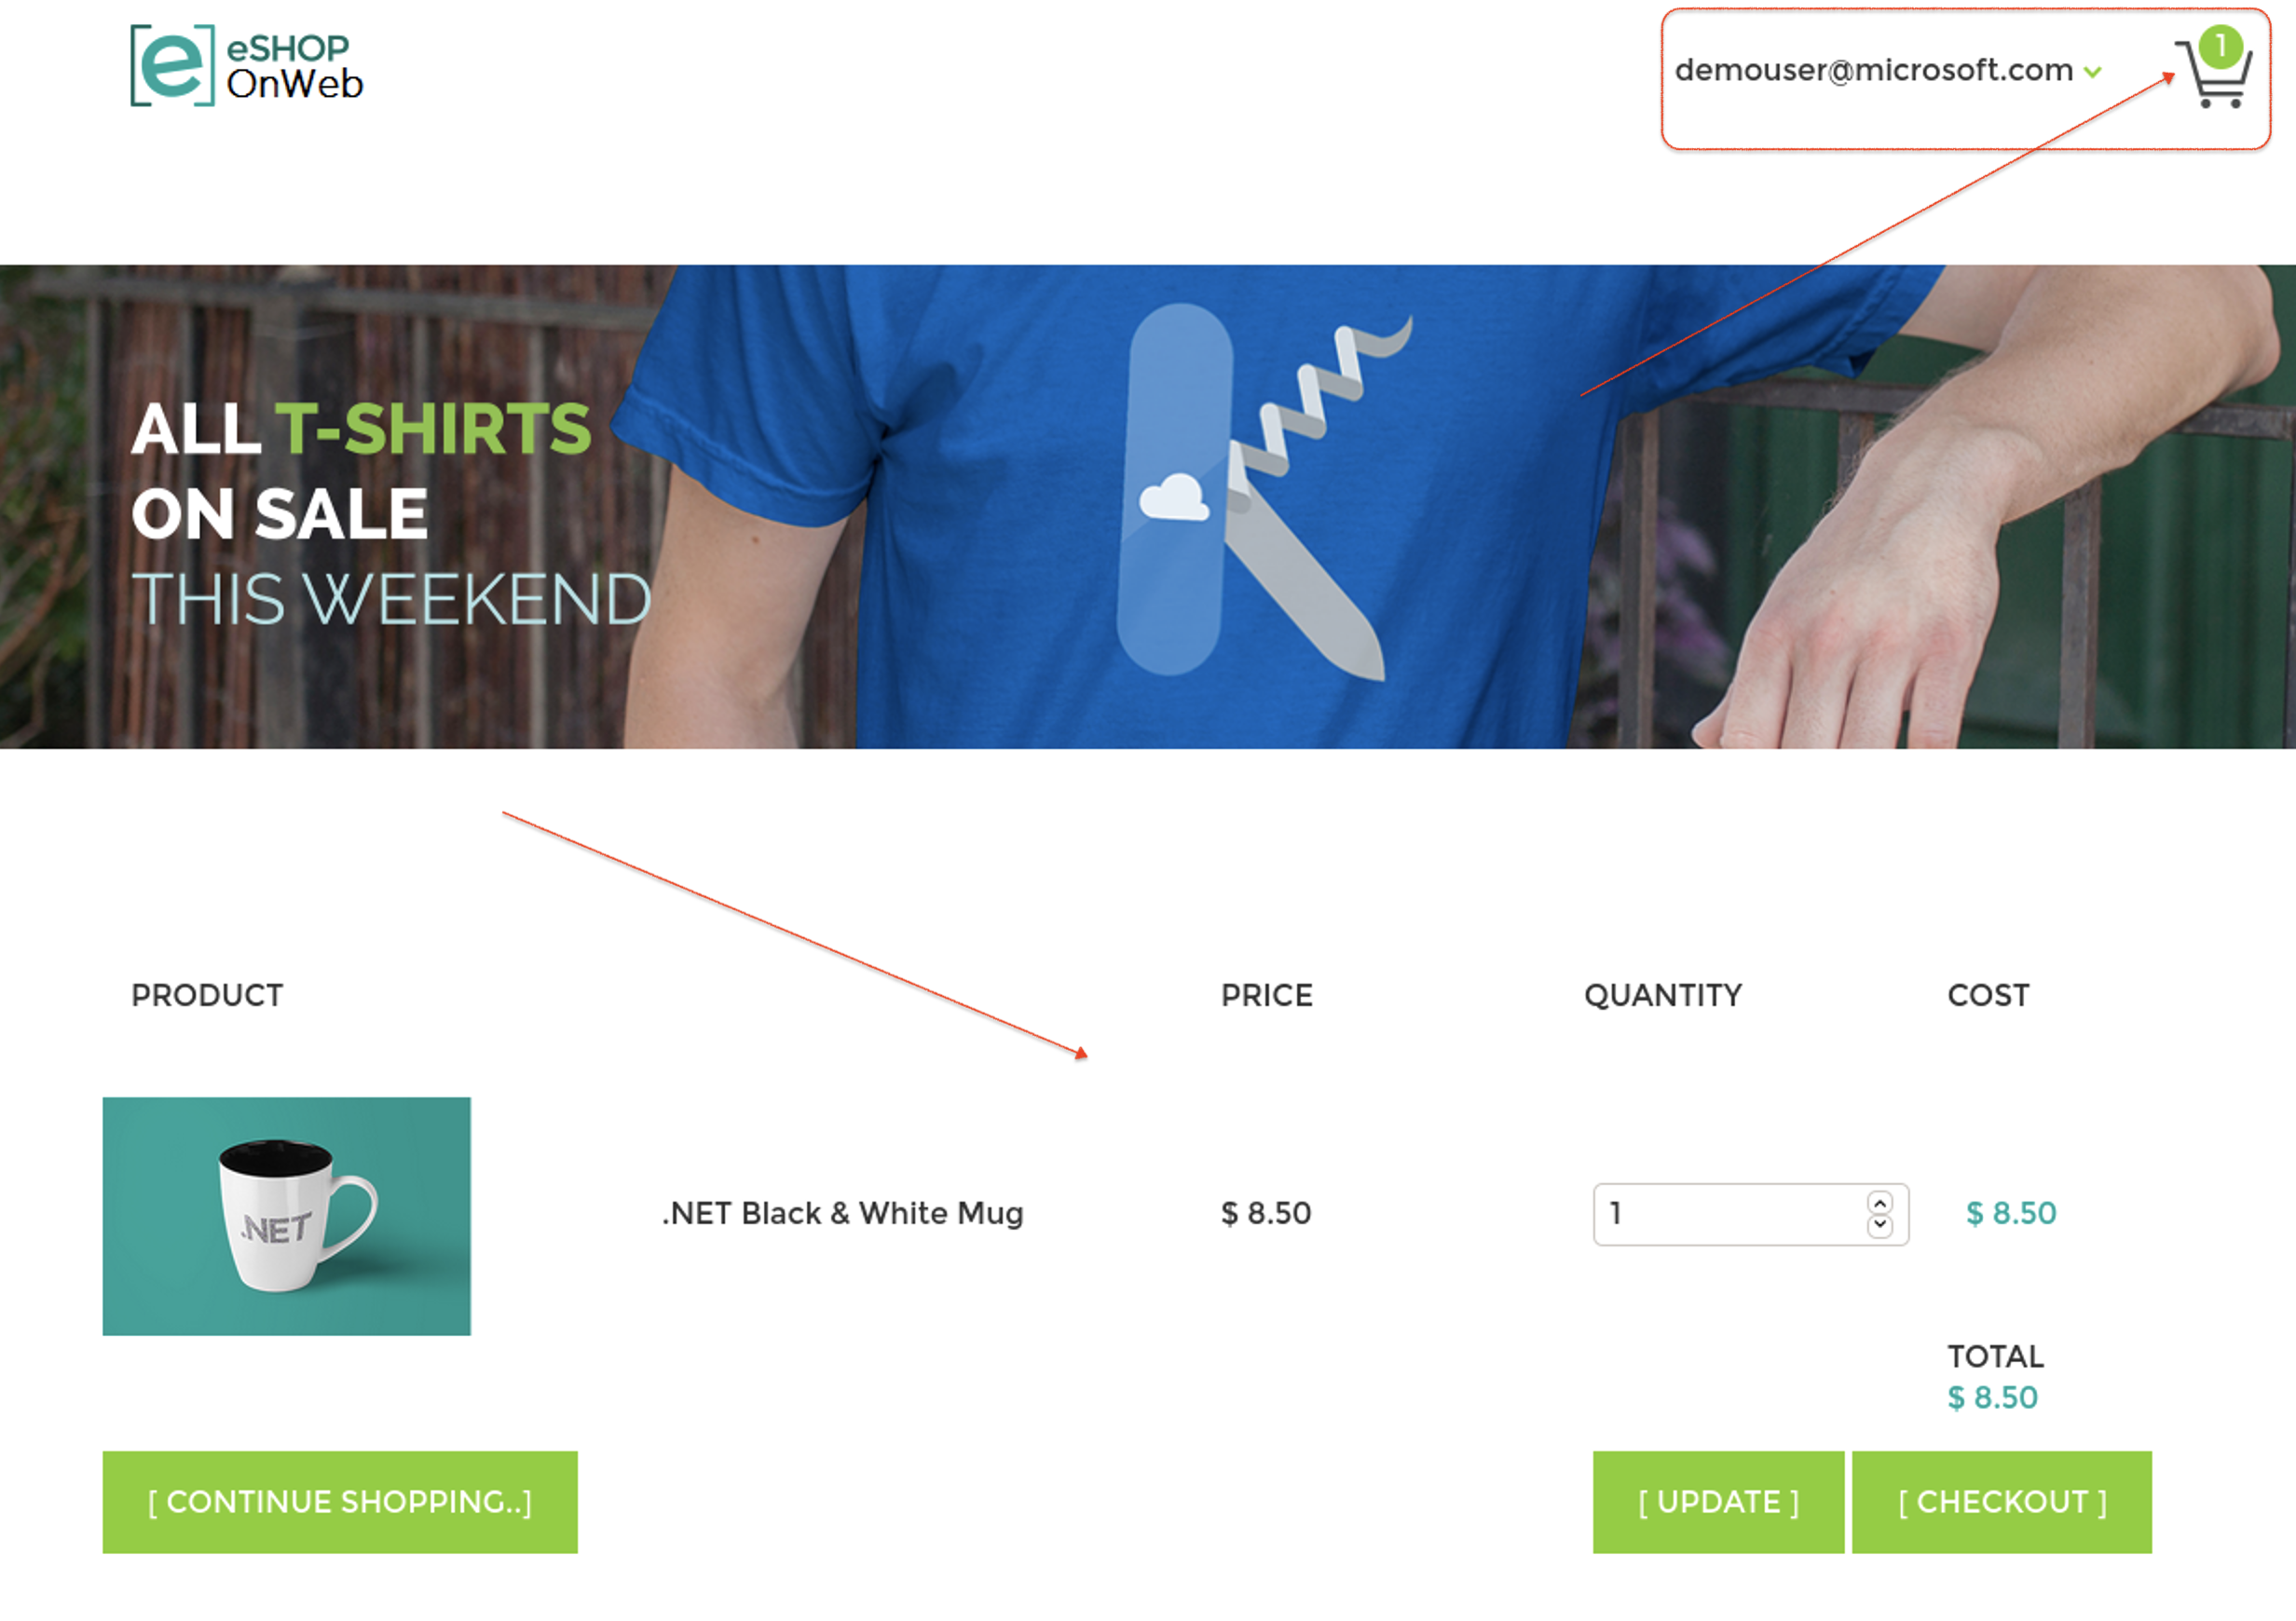 eSHOP
OnWeb
demouser@microsoft.com
1
ALL T-SHIRTS
ON SALE
THIS WEEKEND
PRODUCT PRICE QUANTITY COST
.NET
.NET Black & White Mug $ 8.50 1 $ 8.50
TOTAL
$ 8.50
[ CONTINUE SHOPPING..] [ UPDATE ] [ CHECKOUT ]